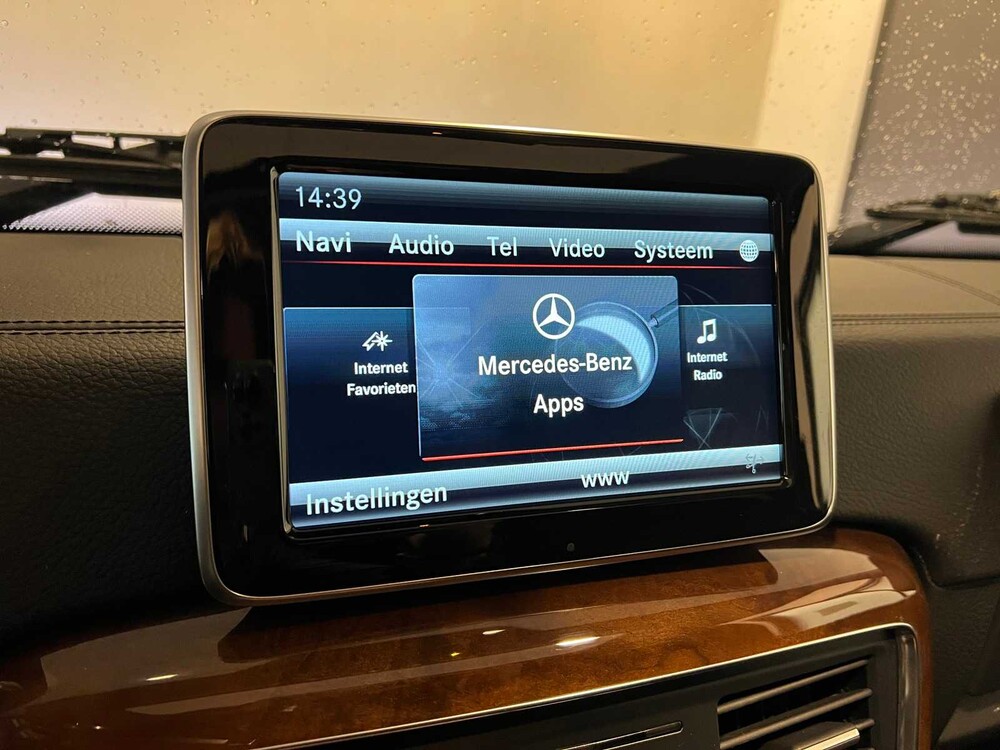 14:39
Navi Audio Tel Video Systeem
Internet
Favorieten
Mercedes-Benz
Apps
Internet
Radio
Instellingen www